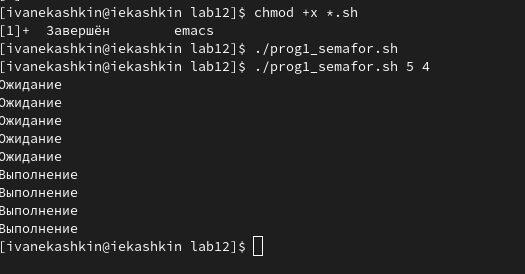 [ivanekashkin@iekashkin lab12]$ chmod +x *.sh
[1]+  Завершён        emacs
[ivanekashkin@iekashkin lab12]$ ./prog1_semafor.sh
[ivanekashkin@iekashkin lab12]$ ./prog1_semafor.sh 5 4
Ожидание
Ожидание
Ожидание
Ожидание
Ожидание
Выполнение
Выполнение
Выполнение
Выполнение
[ivanekashkin@iekashkin lab12]$